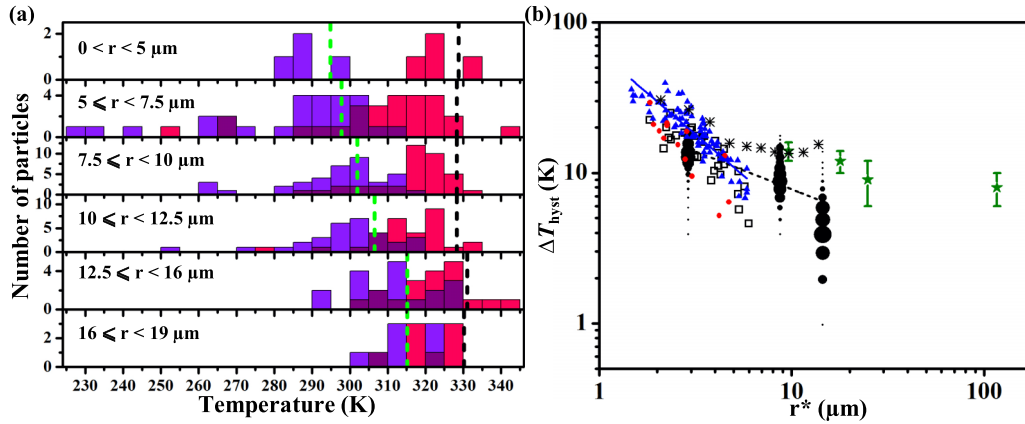 (a)
Number of particles
2
1
0
0 < r < 5 µm
4
2
0
5 ⩽ r < 7.5 µm
10
5
0
7.5 ⩽ r < 10 µm
10
5
0
10 ⩽ r < 12.5 µm
4
2
0
12.5 ⩽ r < 16 µm
2
0
16 ⩽ r < 19 µm
230 240 250 260 270 280 290 300 310 320 330 340
Temperature (K)
(b)
ΔT_hyst (K)
100
10
1
1 10 100
r* (µm)